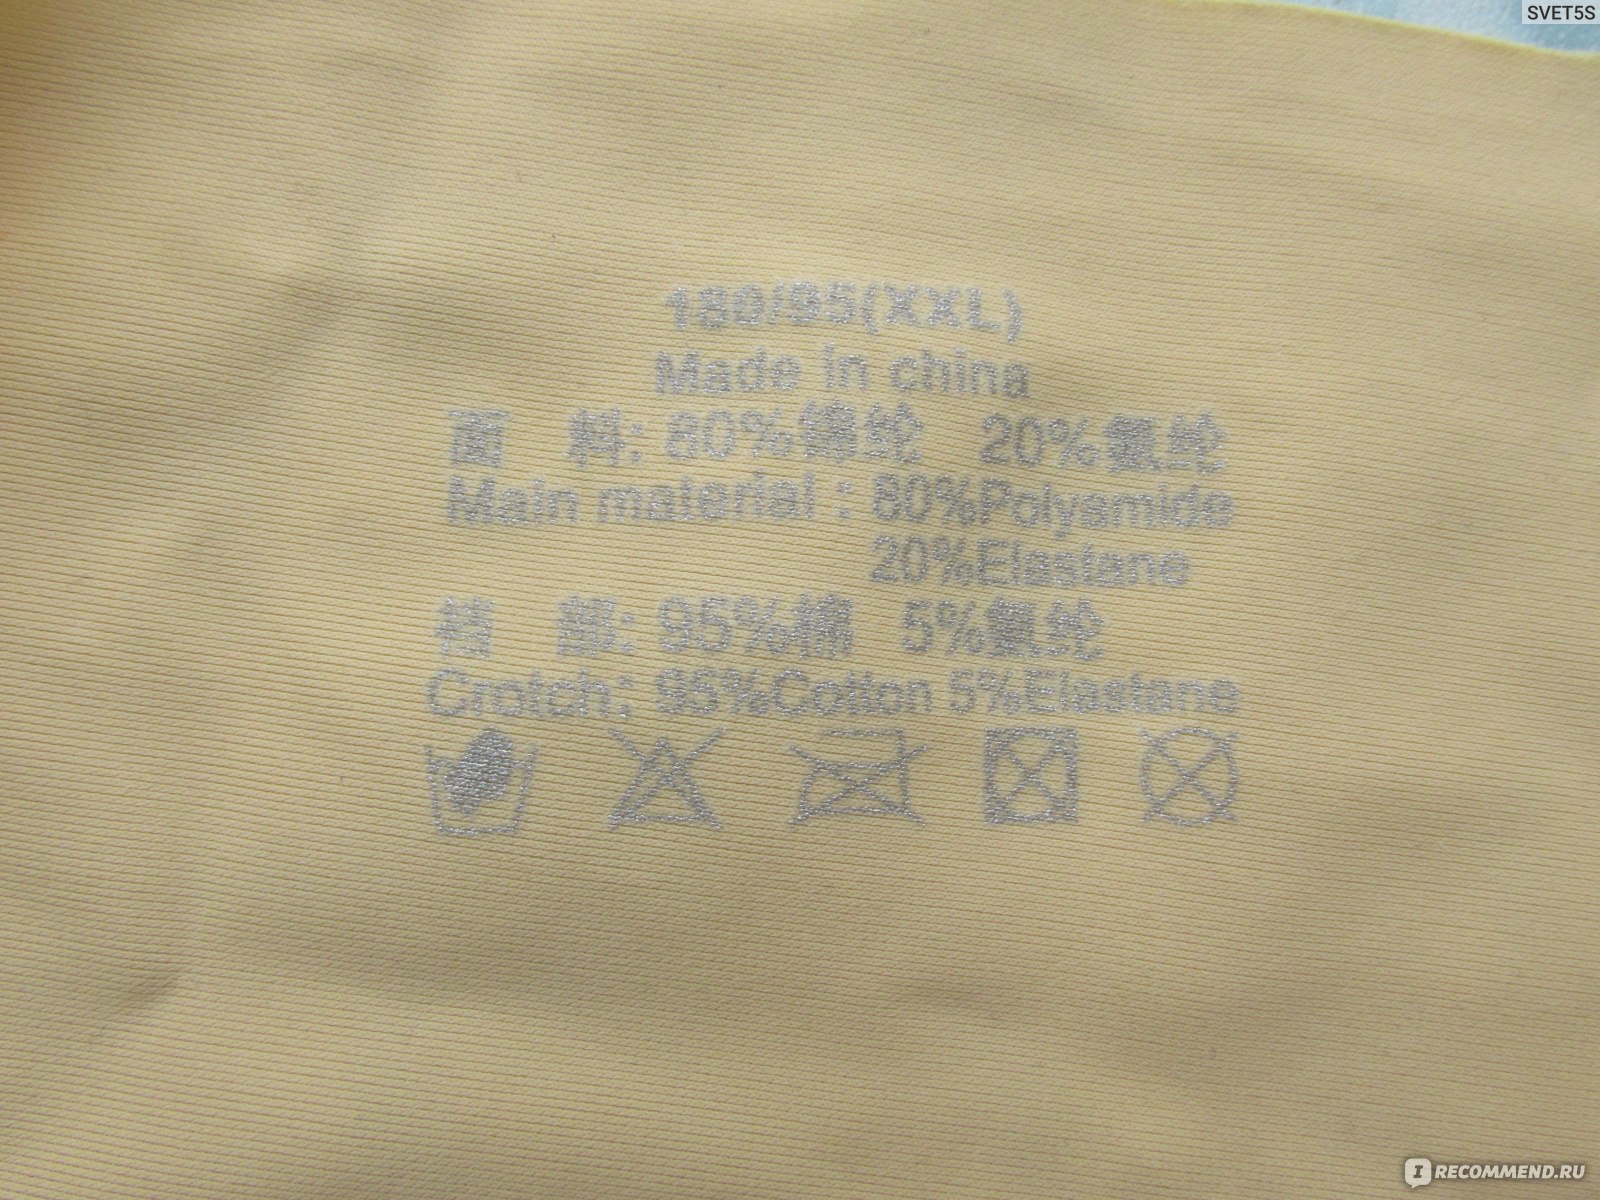 SVET5S
180/95(XXL)
Made in china
面 料: 80%锦纶 20%氨纶
Main material : 80%Polyamide
20%Elastane
裆 部: 95%棉 5%氨纶
Crotch: 95%Cotton 5%Elastane
IRECOMMEND.RU